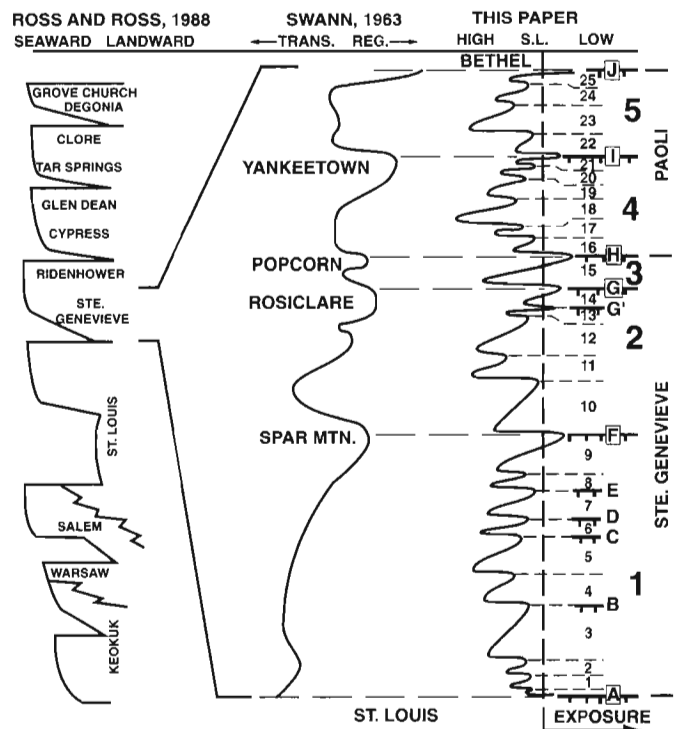 ROSS AND ROSS, 1988
SEAWARD LANDWARD
GROVE CHURCH
DEGONIA
CLORE
TAR SPRINGS
GLEN DEAN
CYPRESS
RIDENHOWER
STE.
GENEVIEVE
ST. LOUIS
SALEM
WARSAW
KEOKUK
SWANN, 1963
TRANS. REG.
YANKEETOWN
POPCORN
ROSICLARE
SPAR MTN.
ST. LOUIS
THIS PAPER
HIGH S.L. LOW
BETHEL
J
25
24
5
23
22
I
21
20
19
4
18
17
16
H
15
3
G
14
G'
13
2
12
11
10
F
9
8
E
7
D
6
C
5
1
4
B
3
2
1
A
EXPOSURE
PAOLI
STE. GENEVIEVE